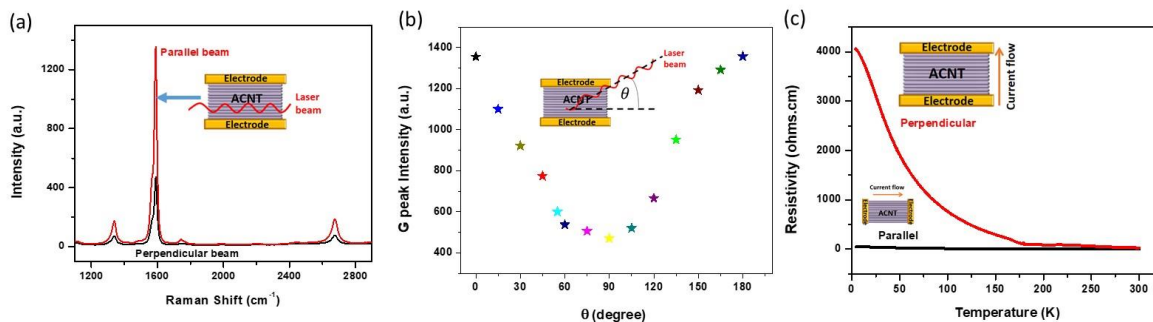 (a)
Intensity (a.u.)
1200
800
400
0
1200
1600
2000
2400
2800
Raman Shift (cm⁻¹)
Parallel beam
Perpendicular beam
Electrode
ACNT
Laser
beam
Electrode
(b)
G peak Intensity (a.u.)
1400
1200
1000
800
600
400
0
30
60
90
120
150
180
θ (degree)
Electrode
ACNT
Electrode
Laser
beam
θ
(c)
Resistivity (ohms.cm)
4000
3000
2000
1000
0
0
50
100
150
200
250
300
Temperature (K)
Electrode
ACNT
Electrode
Current flow
Perpendicular
Current flow
Electrode
ACNT
Electrode
Parallel